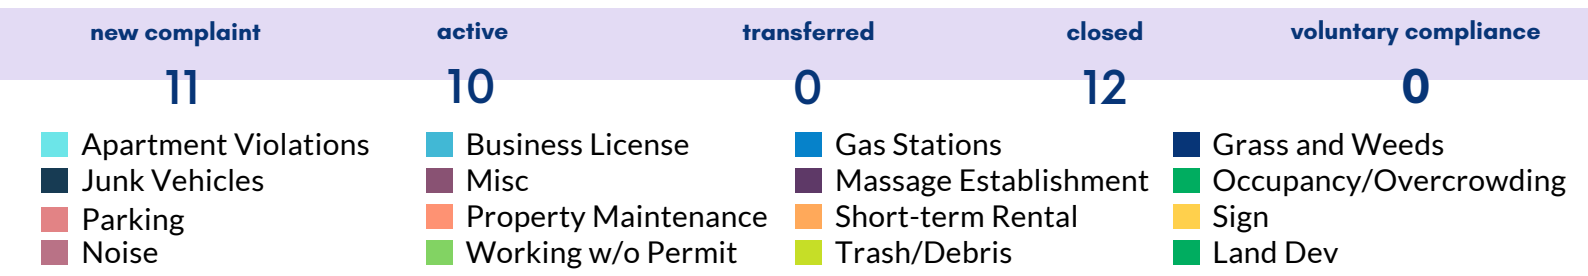 new complaint active transferred closed voluntary compliance
11 10 0 12 0
Apartment Violations Business License Gas Stations Grass and Weeds
Junk Vehicles Misc Massage Establishment Occupancy/Overcrowding
Parking Property Maintenance Short-term Rental Sign
Noise Working w/o Permit Trash/Debris Land Dev